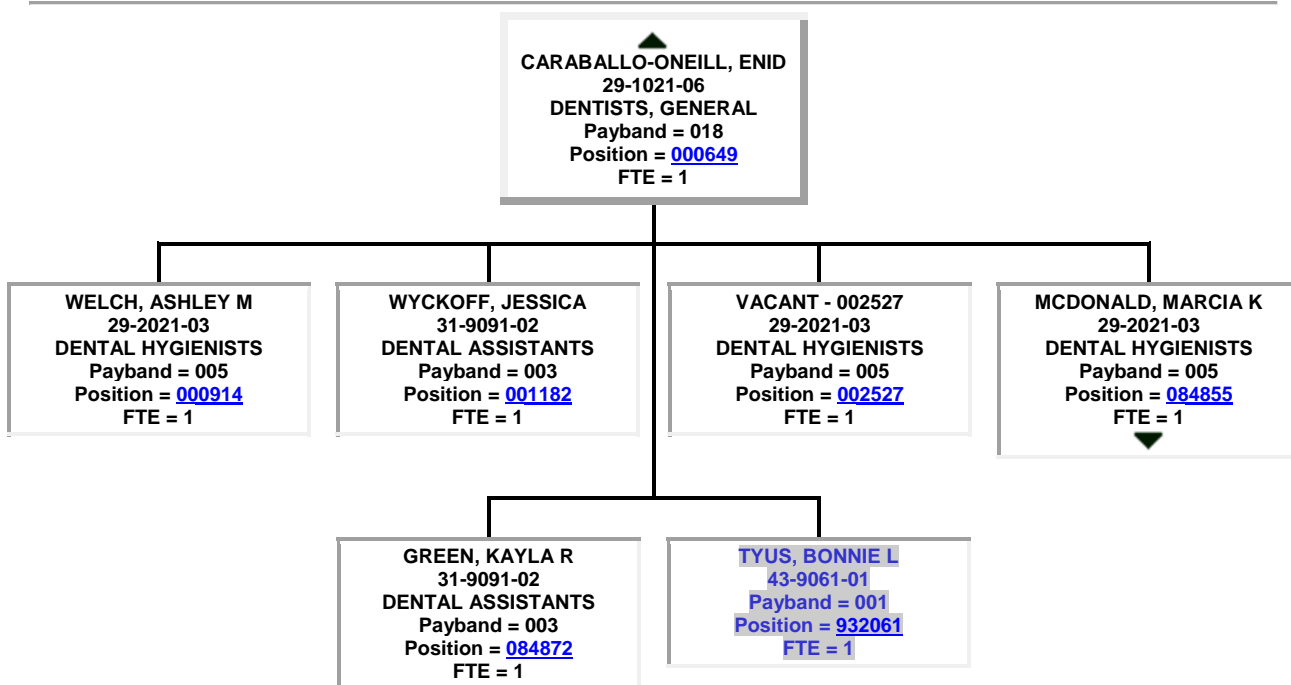 CARABALLO-ONEILL, ENID
29-1021-06
DENTISTS, GENERAL
Payband = 018
Position = 000649
FTE = 1
WELCH, ASHLEY M
29-2021-03
DENTAL HYGIENISTS
Payband = 005
Position = 000914
FTE = 1
WYCKOFF, JESSICA
31-9091-02
DENTAL ASSISTANTS
Payband = 003
Position = 001182
FTE = 1
VACANT - 002527
29-2021-03
DENTAL HYGIENISTS
Payband = 005
Position = 002527
FTE = 1
MCDONALD, MARCIA K
29-2021-03
DENTAL HYGIENISTS
Payband = 005
Position = 084855
FTE = 1
GREEN, KAYLA R
31-9091-02
DENTAL ASSISTANTS
Payband = 003
Position = 084872
FTE = 1
TYUS, BONNIE L
43-9061-01
Payband = 001
Position = 932061
FTE = 1